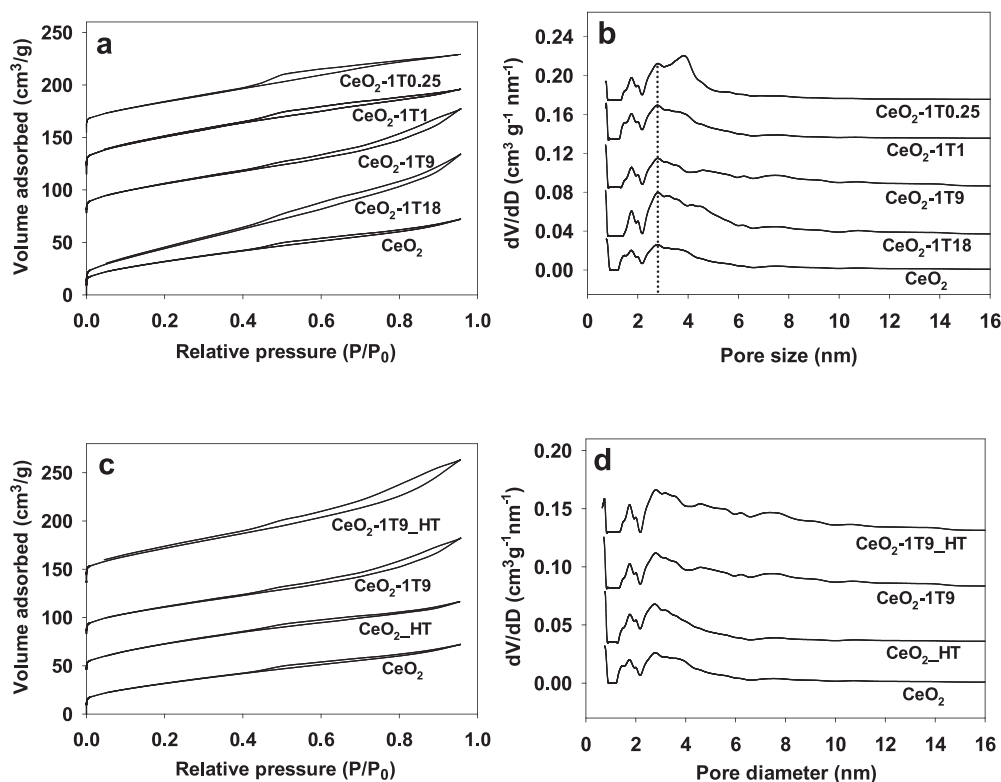 a
Volume adsorbed (cm³/g)
250
200
150
100
50
0
CeO₂-1T0.25
CeO₂-1T1
CeO₂-1T9
CeO₂-1T18
CeO₂
0.0 0.2 0.4 0.6 0.8 1.0
Relative pressure (P/P₀)
b
dV/dD (cm³ g⁻¹ nm⁻¹)
0.24
0.20
0.16
0.12
0.08
0.04
0.00
CeO₂-1T0.25
CeO₂-1T1
CeO₂-1T9
CeO₂-1T18
CeO₂
0 2 4 6 8 10 12 14 16
Pore size (nm)
c
Volume adsorbed (cm³/g)
250
200
150
100
50
0
CeO₂-1T9_HT
CeO₂-1T9
CeO₂_HT
CeO₂
0.0 0.2 0.4 0.6 0.8 1.0
Relative pressure (P/P₀)
d
dV/dD (cm³g⁻¹nm⁻¹)
0.20
0.15
0.10
0.05
0.00
CeO₂-1T9_HT
CeO₂-1T9
CeO₂_HT
CeO₂
0 2 4 6 8 10 12 14 16
Pore diameter (nm)